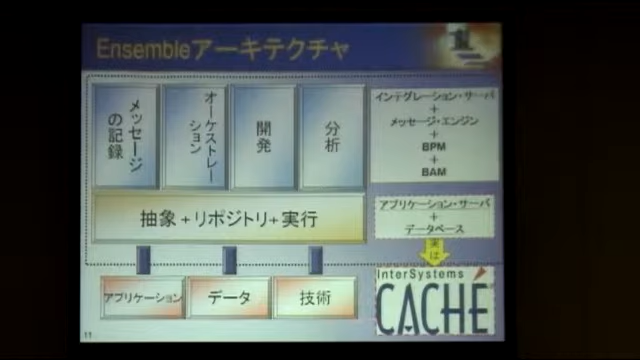 Ensembleアーキテクチャ
メッセージ
の記録
オーケストレー
ション
開発
分析
インテグレーション・サーバ
+
メッセージ・エンジン
+
BPM
+
BAM
抽象+リポジトリ+実行
アプリケーション・サーバ
+
データベース
実は
アプリケーション
データ
技術
InterSystems
CACHÉ
11